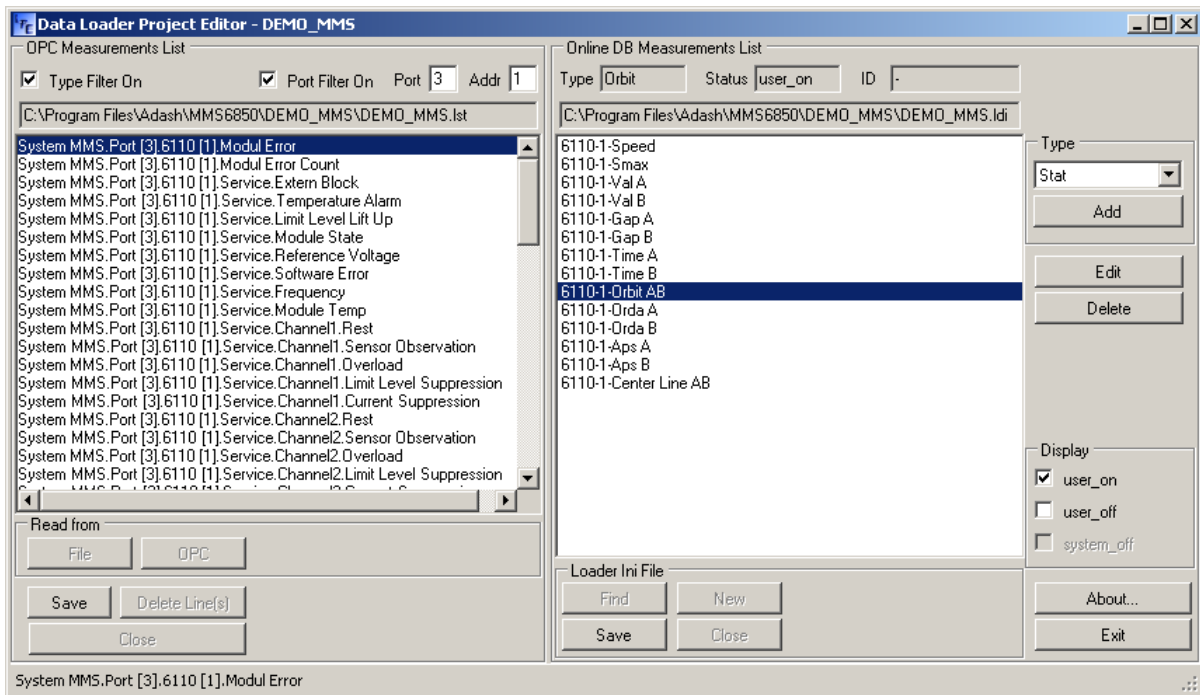 Data Loader Project Editor - DEMO_MMS
OPC Measurements List
Type Filter On
Port Filter On
Port 3
Addr 1
C:\Program Files\Adash\MMS6850\DEMO_MMS\DEMO_MMS.lst
System MMS.Port [3].6110 [1].Modul Error
System MMS.Port [3].6110 [1].Modul Error Count
System MMS.Port [3].6110 [1].Service.Extern Block
System MMS.Port [3].6110 [1].Service.Temperature Alarm
System MMS.Port [3].6110 [1].Service.Limit Level Lift Up
System MMS.Port [3].6110 [1].Service.Module State
System MMS.Port [3].6110 [1].Service.Reference Voltage
System MMS.Port [3].6110 [1].Service.Software Error
System MMS.Port [3].6110 [1].Service.Frequency
System MMS.Port [3].6110 [1].Service.Module Temp
System MMS.Port [3].6110 [1].Service.Channel1.Rest
System MMS.Port [3].6110 [1].Service.Channel1.Sensor Observation
System MMS.Port [3].6110 [1].Service.Channel1.Overload
System MMS.Port [3].6110 [1].Service.Channel1.Limit Level Suppression
System MMS.Port [3].6110 [1].Service.Channel1.Current Suppression
System MMS.Port [3].6110 [1].Service.Channel2.Rest
System MMS.Port [3].6110 [1].Service.Channel2.Sensor Observation
System MMS.Port [3].6110 [1].Service.Channel2.Overload
System MMS.Port [3].6110 [1].Service.Channel2.Limit Level Suppression
Read from
File
OPC
Save
Delete Line(s)
Close
Online DB Measurements List
Type Orbit
Status user_on
ID -
C:\Program Files\Adash\MMS6850\DEMO_MMS\DEMO_MMS.ldi
6110-1-Speed
6110-1-Smax
6110-1-Val A
6110-1-Val B
6110-1-Gap A
6110-1-Gap B
6110-1-Time A
6110-1-Time B
6110-1-Orbit AB
6110-1-Orda A
6110-1-Orda B
6110-1-Aps A
6110-1-Aps B
6110-1-Center Line AB
Loader Ini File
Find
New
Save
Close
Type
Stat
Add
Edit
Delete
Display
user_on
user_off
system_off
About...
Exit
System MMS.Port [3].6110 [1].Modul Error